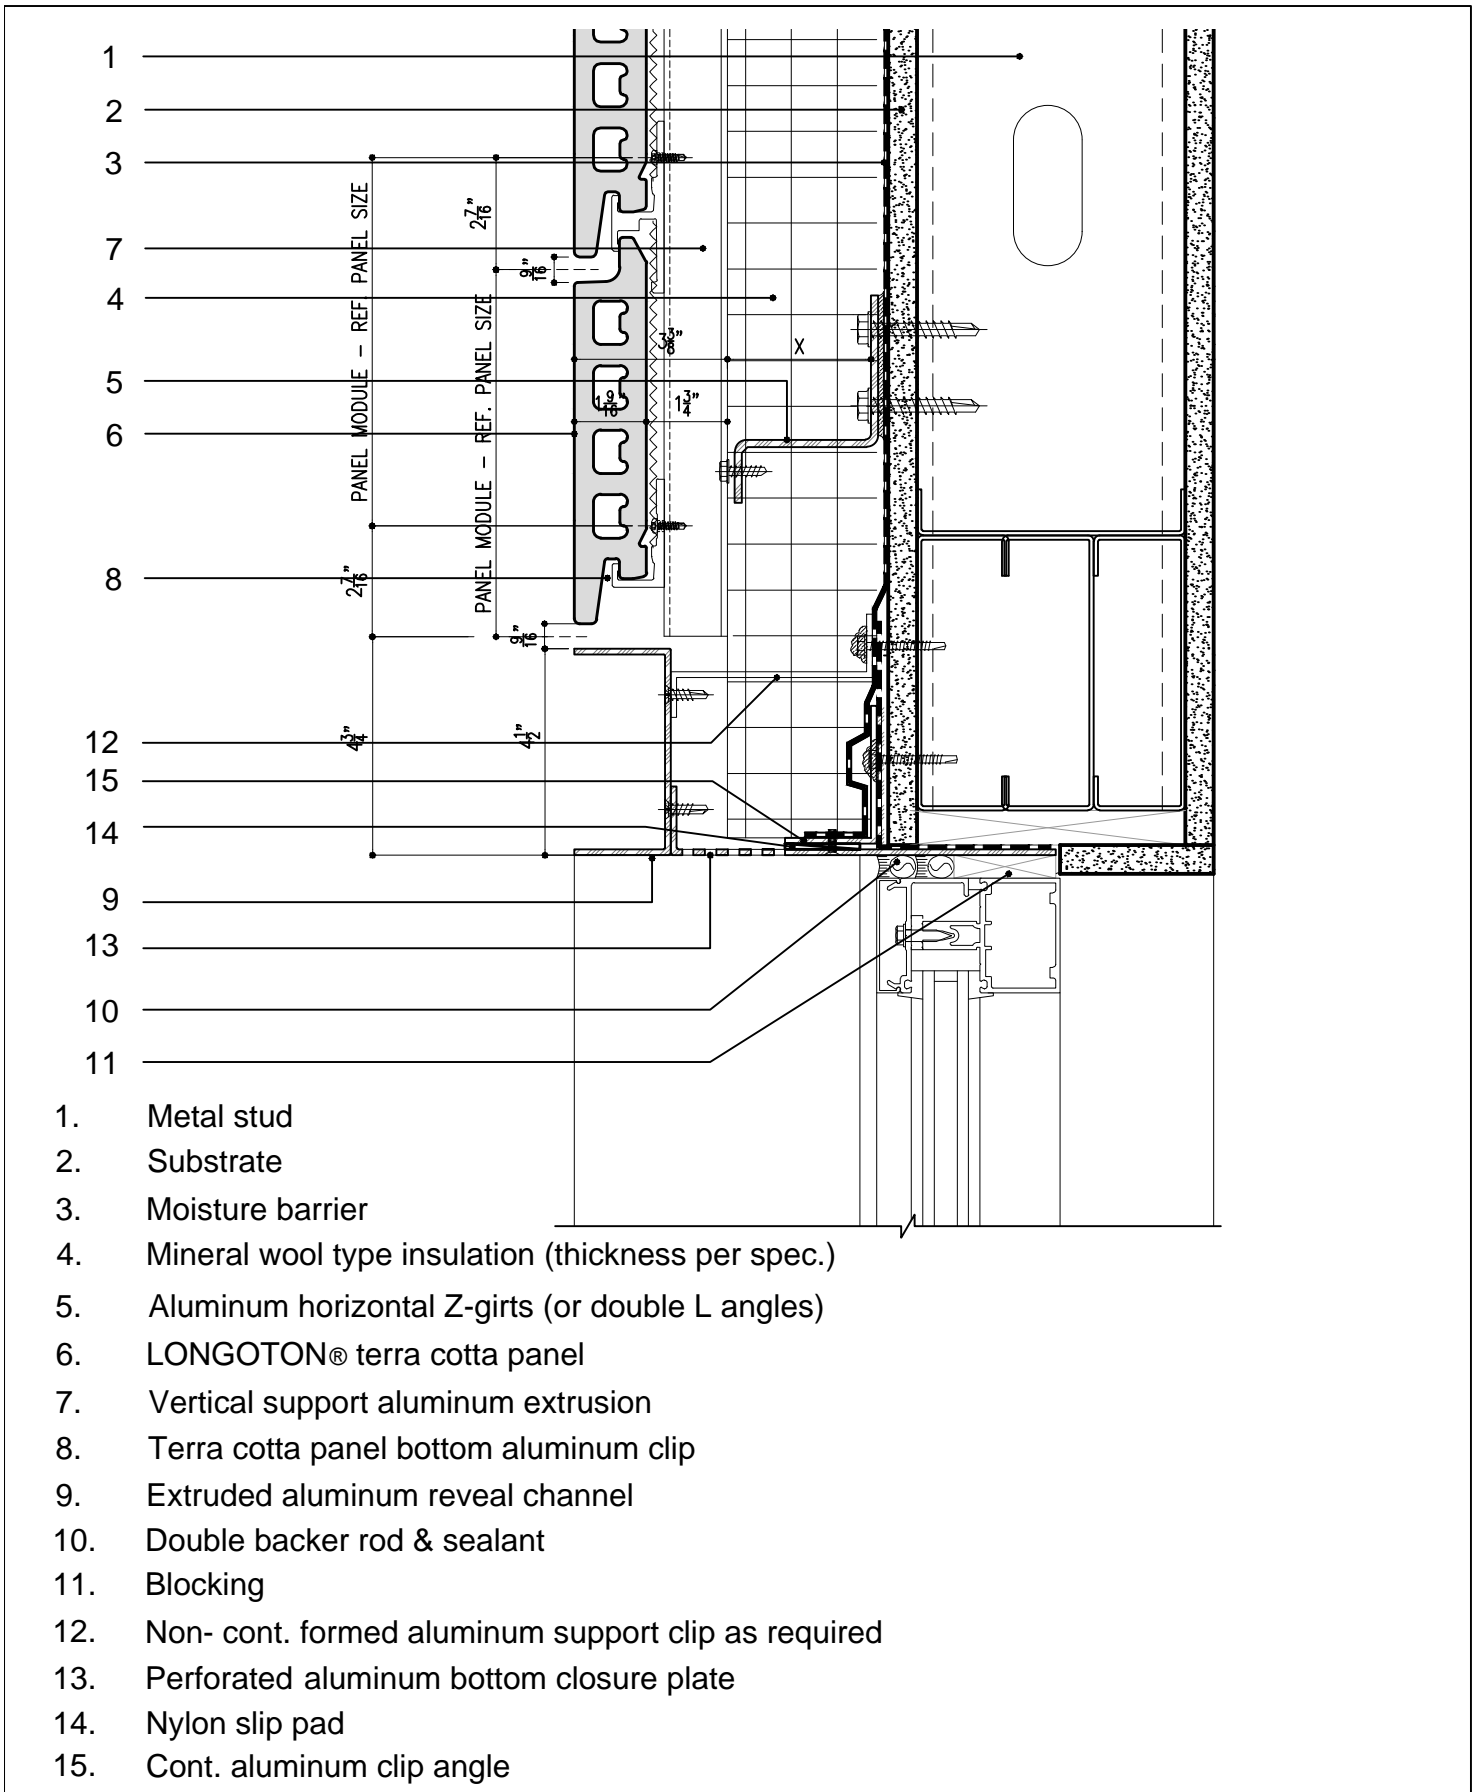 1
2
3
7
4
5
6
8
12
15
14
9
13
10
11
PANEL MODULE - REF. PANEL SIZE
PANEL MODULE - REF. PANEL SIZE
2 7/16"
9/16"
3 3/8"
X
1 9/16"
1 3/4"
2 7/16"
9/16"
4 3/4"
4 1/2"
1. Metal stud
2. Substrate
3. Moisture barrier
4. Mineral wool type insulation (thickness per spec.)
5. Aluminum horizontal Z-girts (or double L angles)
6. LONGOTON® terra cotta panel
7. Vertical support aluminum extrusion
8. Terra cotta panel bottom aluminum clip
9. Extruded aluminum reveal channel
10. Double backer rod & sealant
11. Blocking
12. Non- cont. formed aluminum support clip as required
13. Perforated aluminum bottom closure plate
14. Nylon slip pad
15. Cont. aluminum clip angle